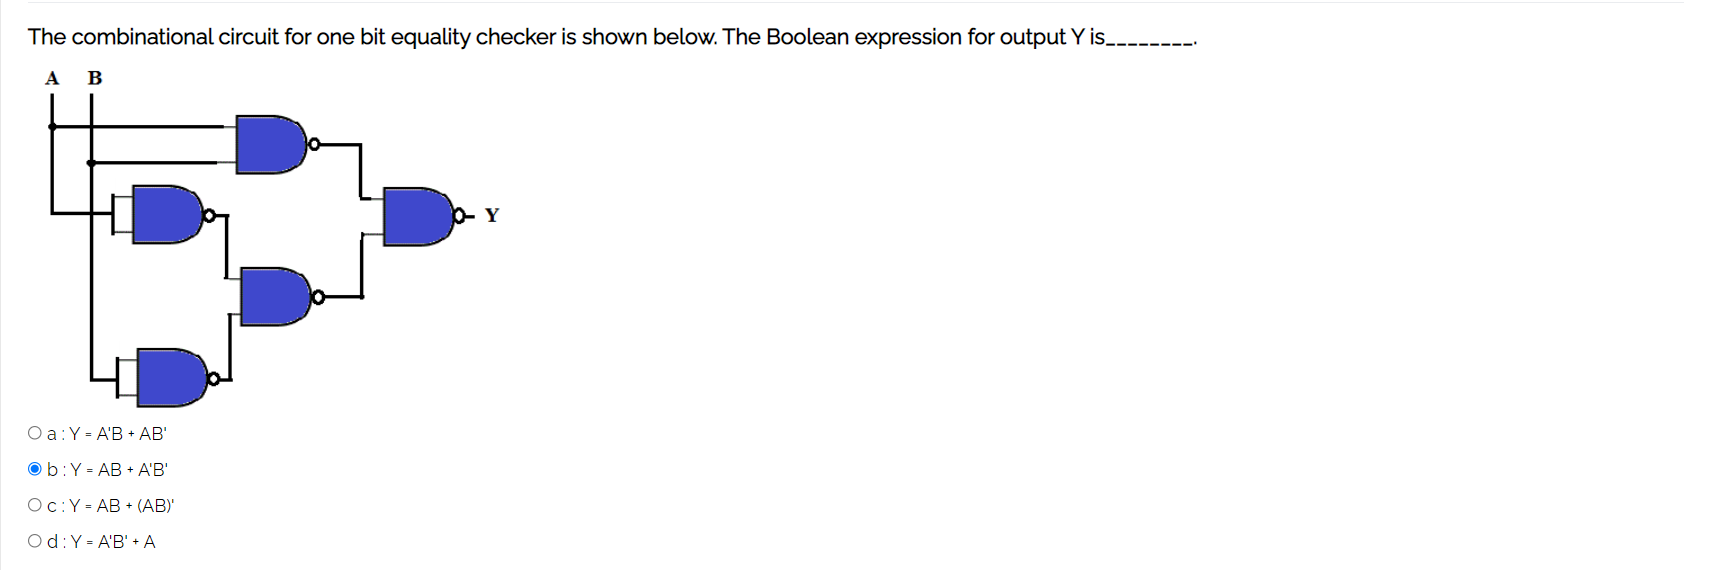 The combinational circuit for one bit equality checker is shown below. The Boolean expression for output Y is________.
A B
Y
a : Y = A'B + AB'
b : Y = AB + A'B'
c : Y = AB + (AB)'
d : Y = A'B' + A